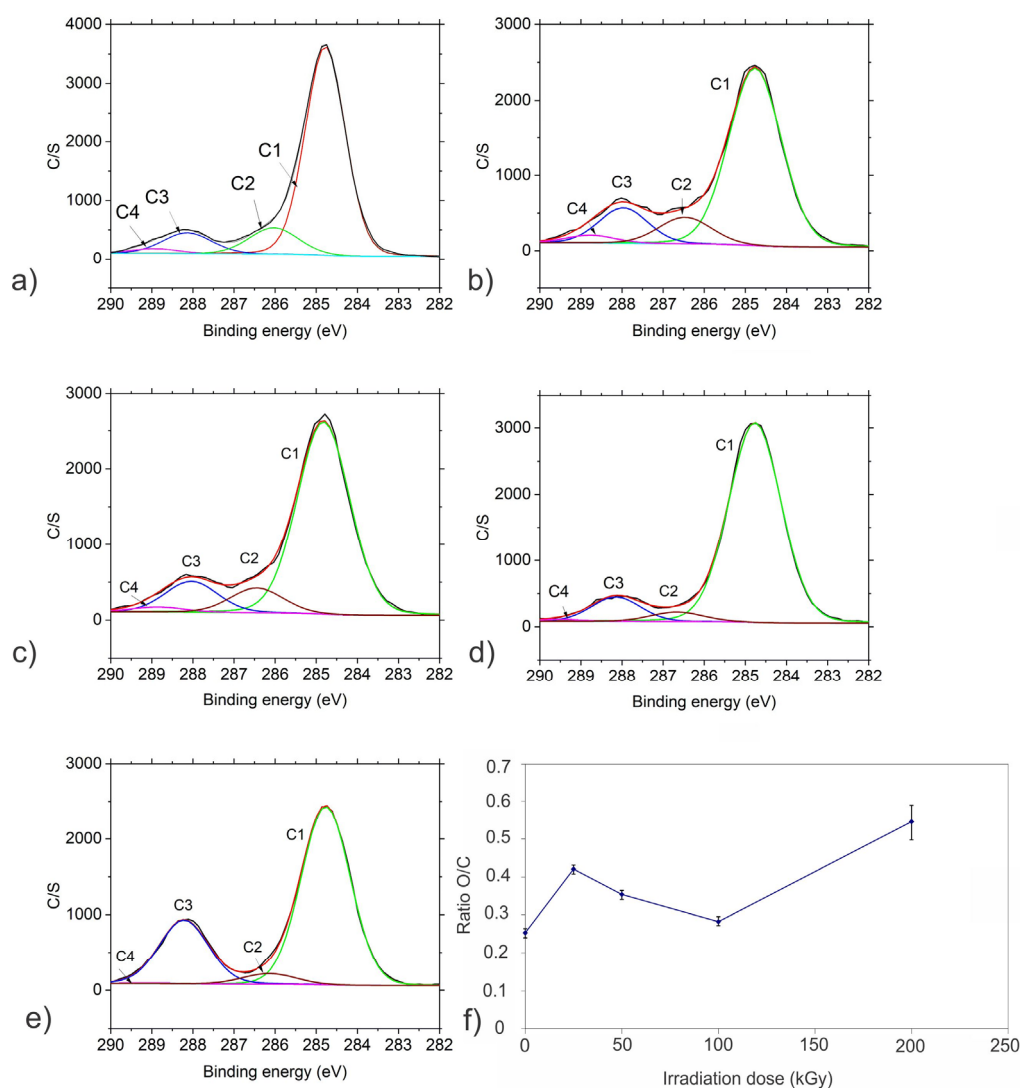 4000
3000
2000
1000
0
C/S
C1
C2
C3
C4
290 289 288 287 286 285 284 283 282
Binding energy (eV)
a)
3000
2000
1000
0
C/S
C1
C3
C2
C4
290 289 288 287 286 285 284 283 282
Binding energy (eV)
b)
3000
2000
1000
0
C/S
C1
C3
C2
C4
290 289 288 287 286 285 284 283 282
Binding energy (eV)
c)
3000
2000
1000
0
C/S
C1
C3
C2
C4
290 289 288 287 286 285 284 283 282
Binding energy (eV)
d)
3000
2000
1000
0
C/S
C1
C3
C2
C4
290 289 288 287 286 285 284 283 282
Binding energy (eV)
e)
0.7
0.6
0.5
0.4
0.3
0.2
0.1
0
Ratio O/C
0 50 100 150 200 250
Irradiation dose (kGy)
f)